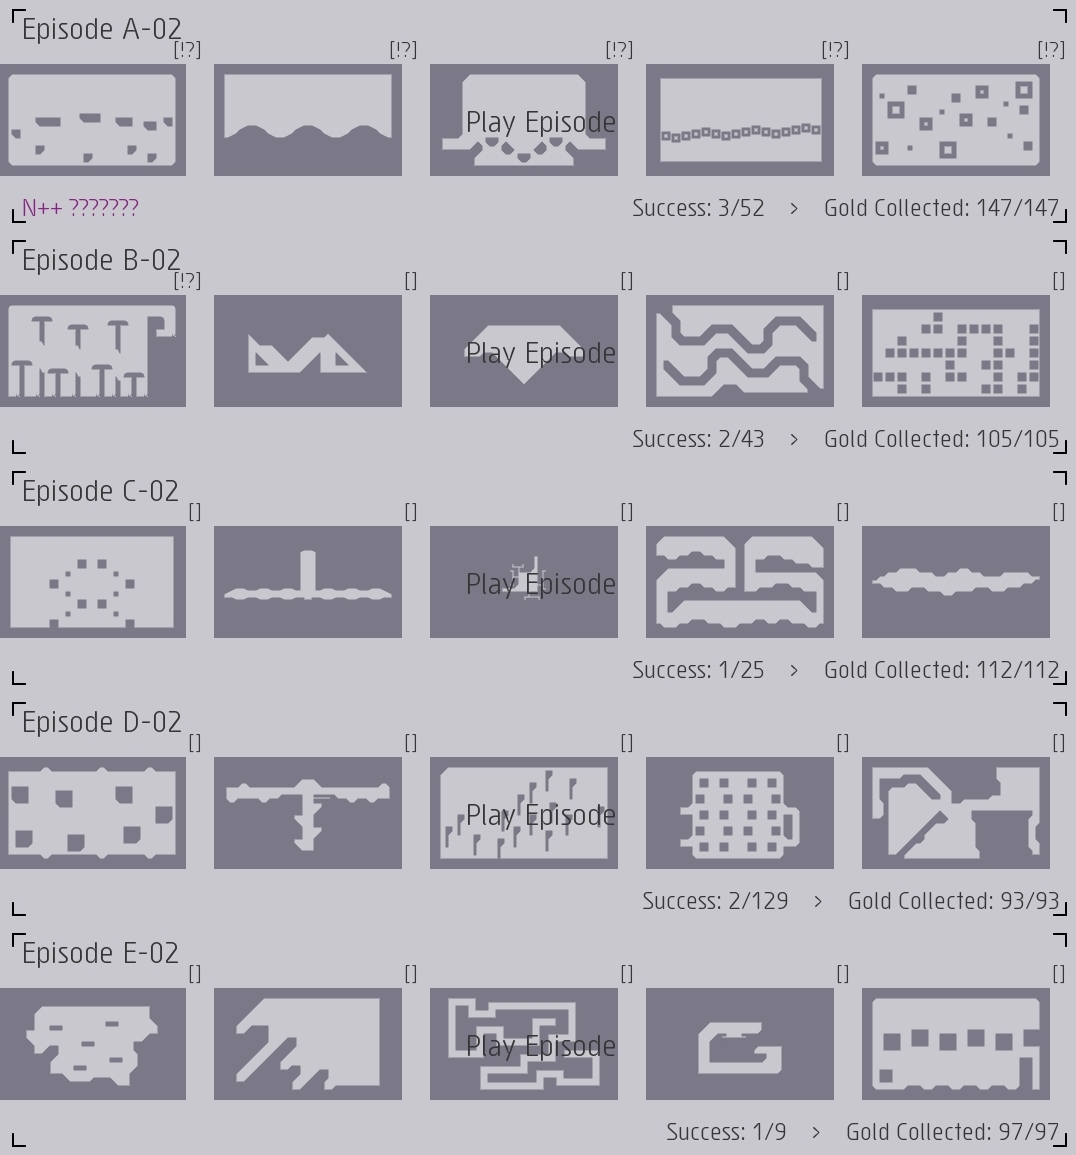 Episode A-02
[!?] [!?] [!?] [!?] [!?]
Play Episode
N++ ??????? Success: 3/52 > Gold Collected: 147/147
Episode B-02
[!?] [] [] [] []
Play Episode
Success: 2/43 > Gold Collected: 105/105
Episode C-02
[] [] [] [] []
Play Episode
Success: 1/25 > Gold Collected: 112/112
Episode D-02
[] [] [] [] []
Play Episode
Success: 2/129 > Gold Collected: 93/93
Episode E-02
[] [] [] [] []
Play Episode
Success: 1/9 > Gold Collected: 97/97